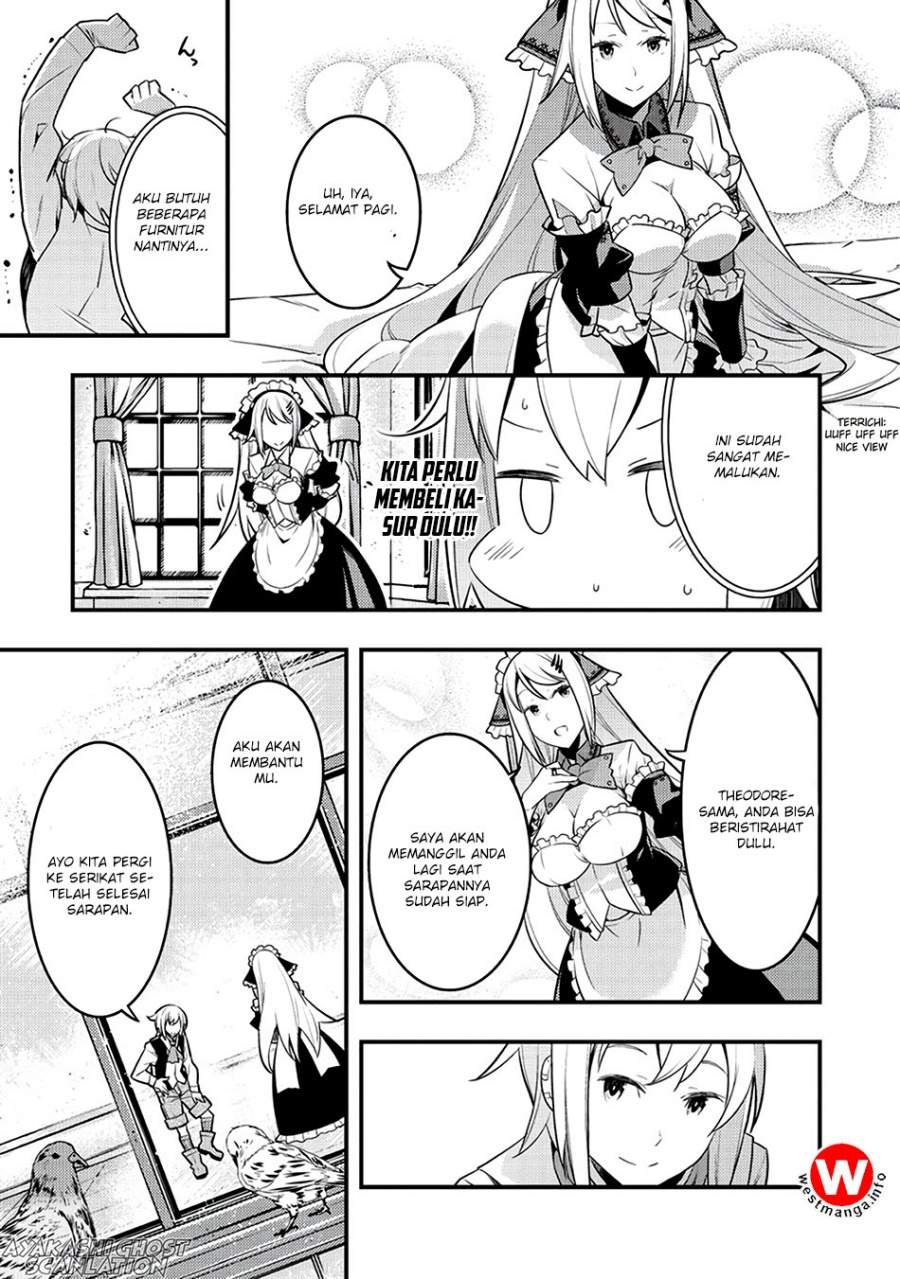 UH, IYA,
SELAMAT PAGI.
AKU BUTUH
BEBERAPA
FURNITUR
NANTINYA...
んっ
TERRICHI:
UUFF UFF UFF
NICE VIEW
INI SUDAH
SANGAT ME-
MALUKAN.
KITA PERLU
MEMBELI KA-
SUR DULU!!
THEODORE-
SAMA, ANDA BISA
BERISTIRAHAT
DULU.
SAYA AKAN
MEMANGGIL ANDA
LAGI SAAT
SARAPANNYA
SUDAH SIAP.
AKU AKAN
MEMBANTU
MU.
AYO KITA PERGI
KE SERIKAT SE-
TELAH SELESAI
SARAPAN.
W
westmanga.info
AYAKASHI GHOST
SCANLATION